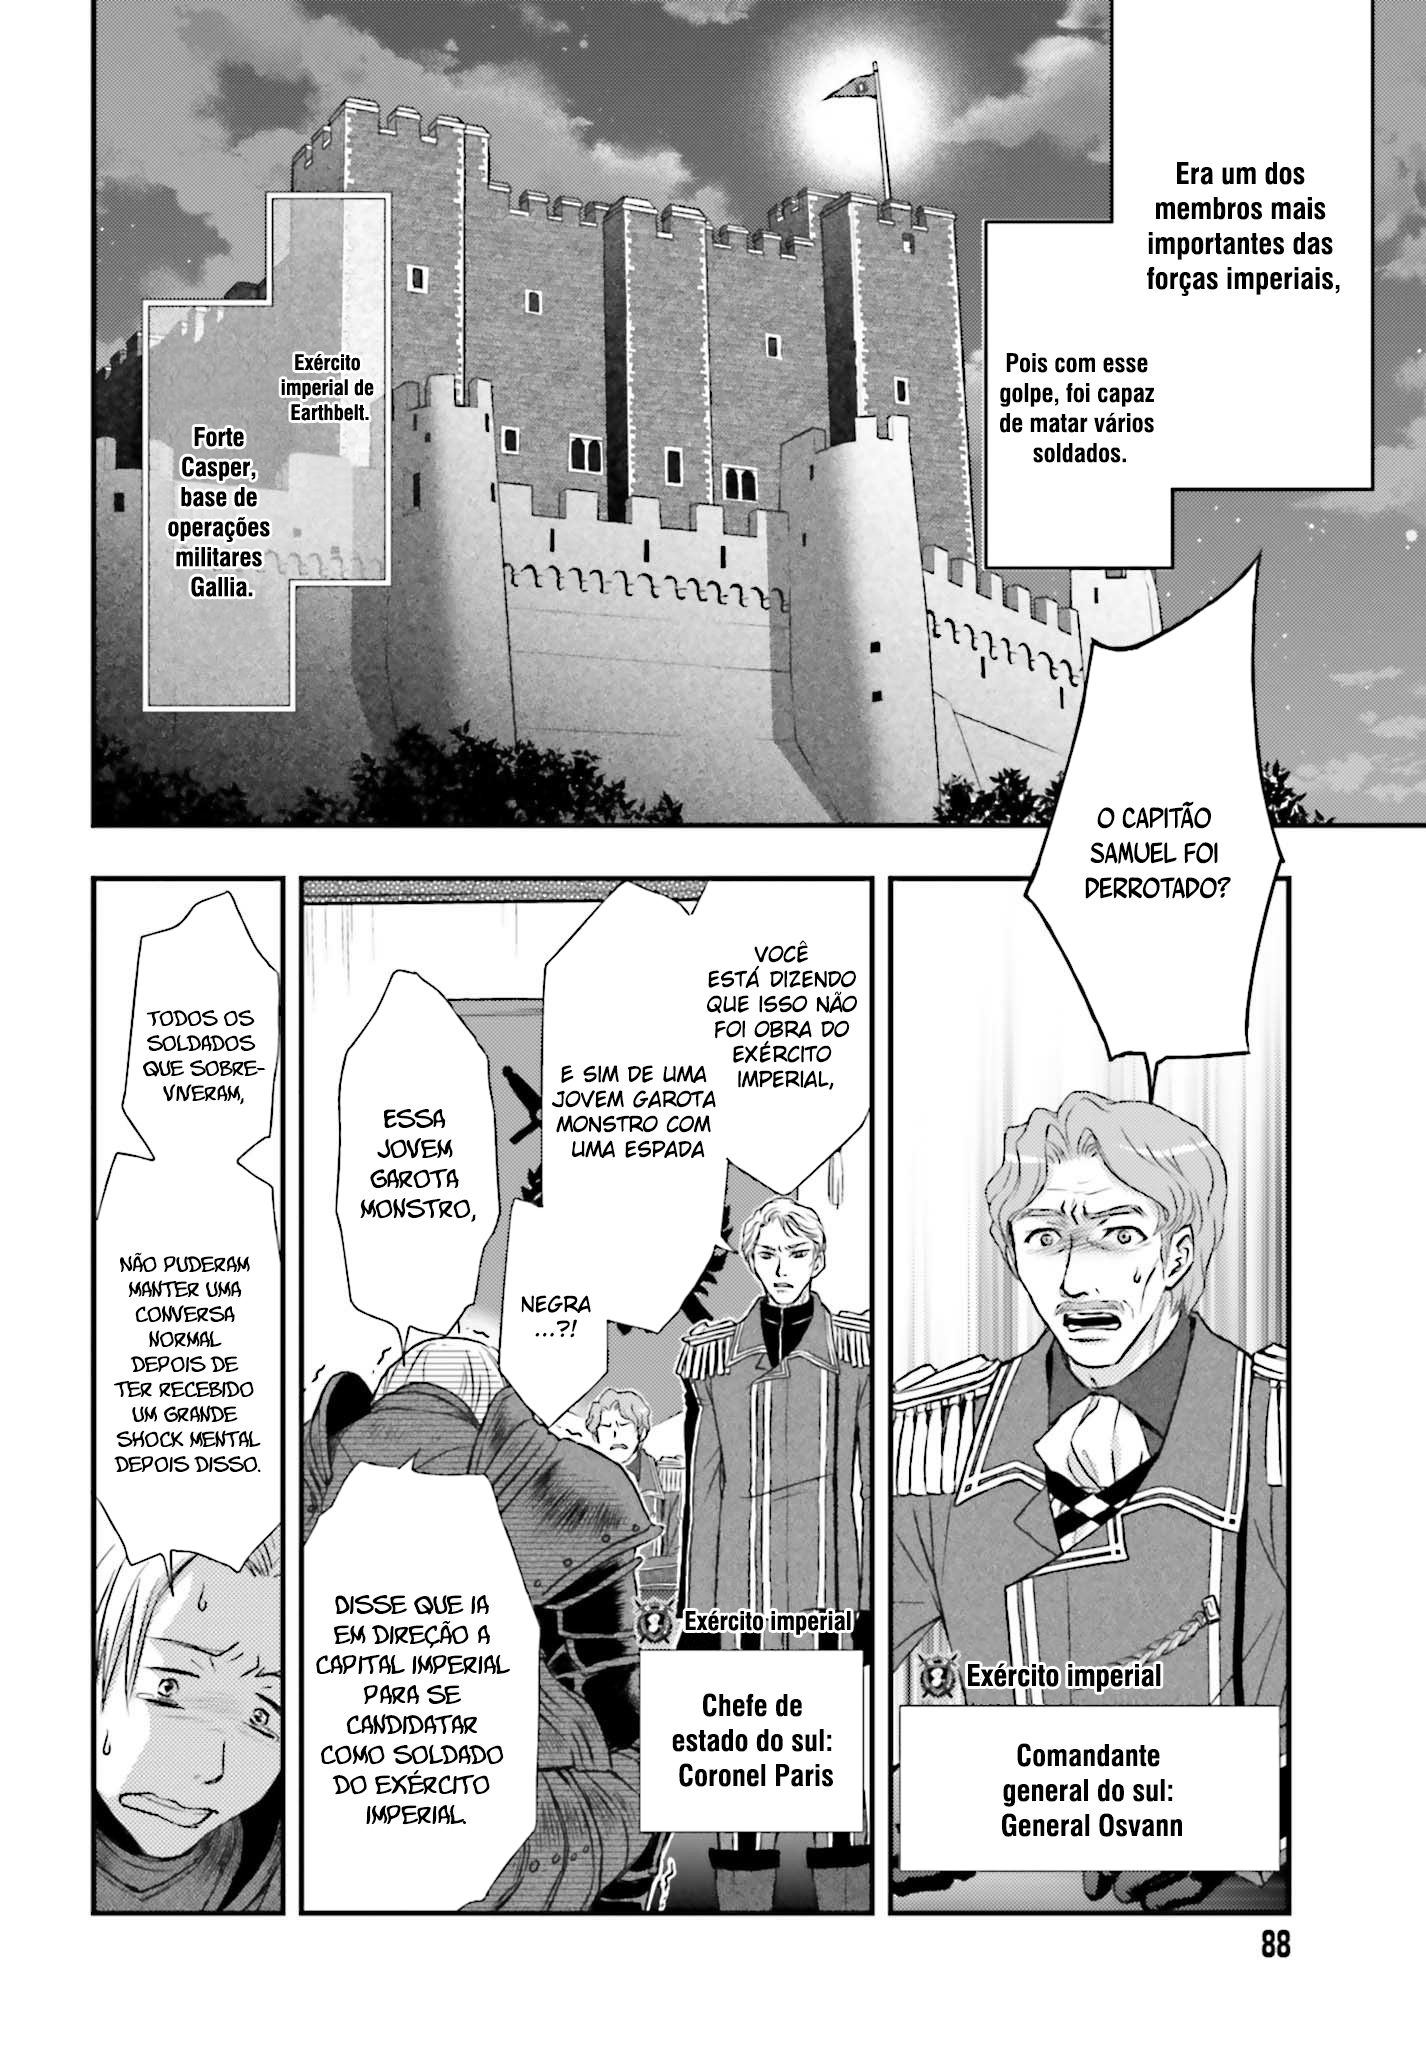 Era um dos
membros mais
importantes das
forças imperiais,
Pois com esse
golpe, foi capaz
de matar vários
soldados.
Exército
imperial de
Earthbelt.
Forte
Casper,
base de
operações
militares
Gallia.
O CAPITÃO
SAMUEL FOI
DERROTADO?
Exército imperial
Comandante
general do sul:
General Osvann
VOCÊ
ESTÁ DIZENDO
QUE ISSO NÃO
FOI OBRA DO
EXÉRCITO
IMPERIAL,
E SIM DE UMA
JOVEM GAROTA
MONSTRO COM
UMA ESPADA
NEGRA
...?!
Exército imperial
Chefe de
estado do sul:
Coronel Paris
ESSA
JOVEM
GAROTA
MONSTRO,
DISSE QUE IA
EM DIREÇÃO A
CAPITAL IMPERIAL
PARA SE
CANDIDATAR
COMO SOLDADO
DO EXÉRCITO
IMPERIAL.
TODOS OS
SOLDADOS
QUE SOBRE-
VIVERAM,
NÃO PUDERAM
MANTER UMA
CONVERSA
NORMAL
DEPOIS DE
TER RECEBIDO
UM GRANDE
SHOCK MENTAL
DEPOIS DISSO.
88